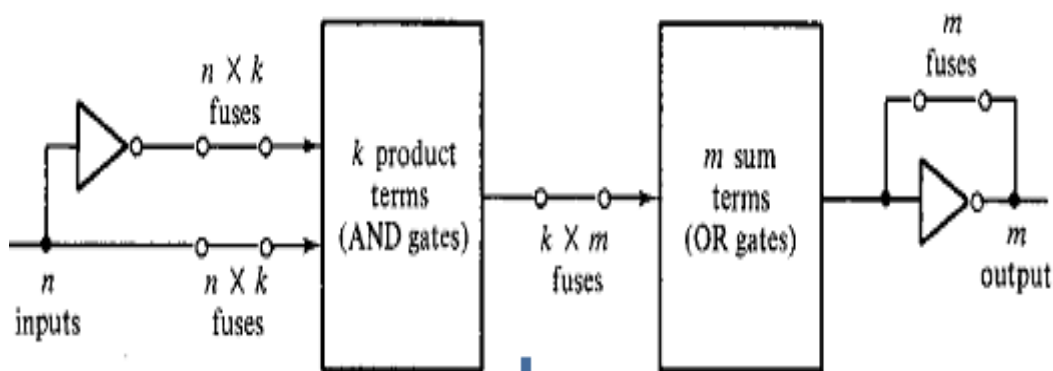 n × k
fuses
n
inputs
n × k
fuses
k product
terms
(AND gates)
k × m
fuses
m sum
terms
(OR gates)
m
fuses
m
output